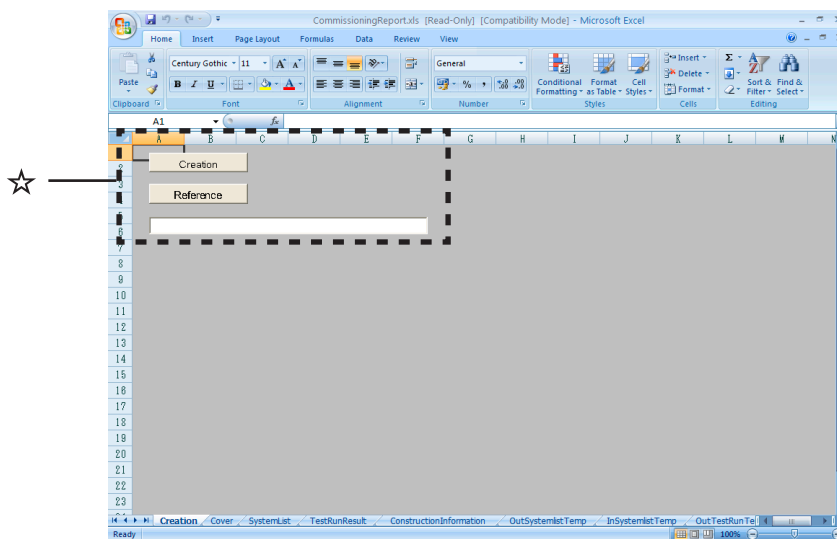 CommissioningReport.xls [Read-Only] [Compatibility Mode] - Microsoft Excel
Home Insert Page Layout Formulas Data Review View
Century Gothic 11 A A General Insert Σ
Delete
Paste B I U A % , Conditional Format Cell Format Sort & Find &
Formatting as Table Styles Filter Select
Clipboard Font Alignment Number Styles Cells Editing
A1 fx
A B C D E F G H I J K L M N
1
2 Creation
3
4 Reference
5
6
7
8
9
10
11
12
13
14
15
16
17
18
19
20
21
22
23
Creation Cover SystemList TestRunResult ConstructionInformation OutSystemlistTemp InSystemlistTemp OutTestRunTe
Ready 100%